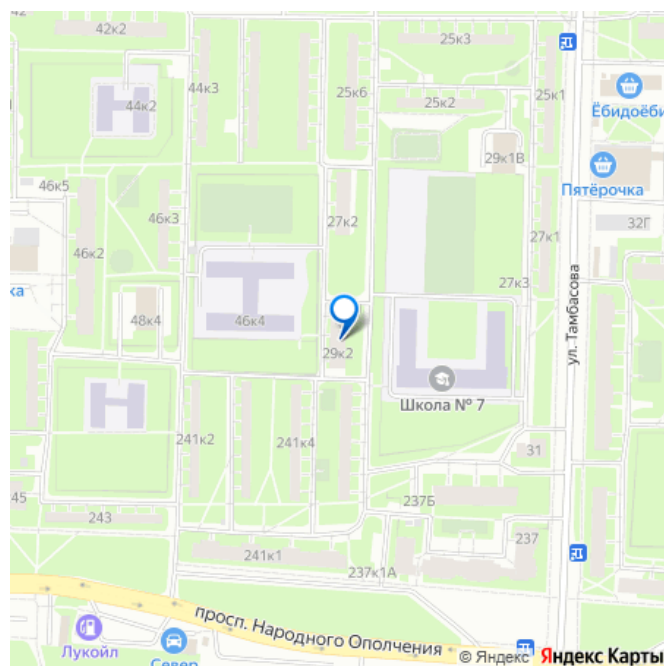 42к2
25к3
44к3
44к2
25к6
25к2
25к1
Ёбидоёби
29к1В
46к5
Пятёрочка
46к3
27к2
32Г
46к2
27к1
27к3
ка
48к4
46к4
ул. Тамбасова
29к2
Школа № 7
241к2
241к4
31
45
243
237Б
237
241к1
237к1А
просп. Народного Ополчения
Лукойл
Север
© Яндекс Яндекс Карты